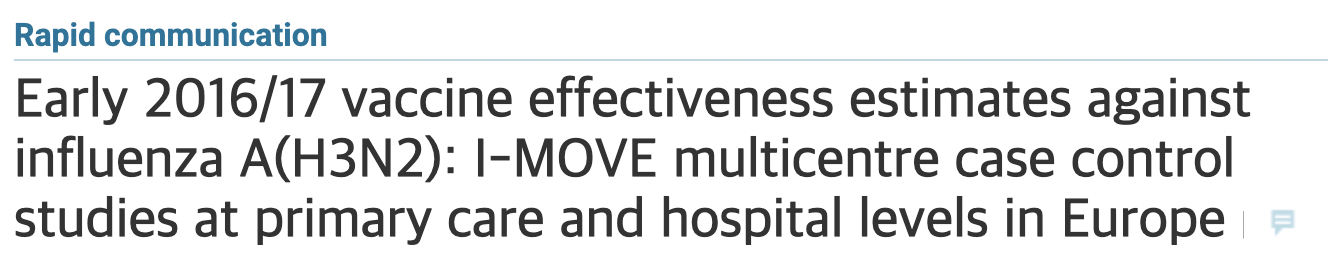 Rapid communication
Early 2016/17 vaccine effectiveness estimates against
influenza A(H3N2): I-MOVE multicentre case control
studies at primary care and hospital levels in Europe